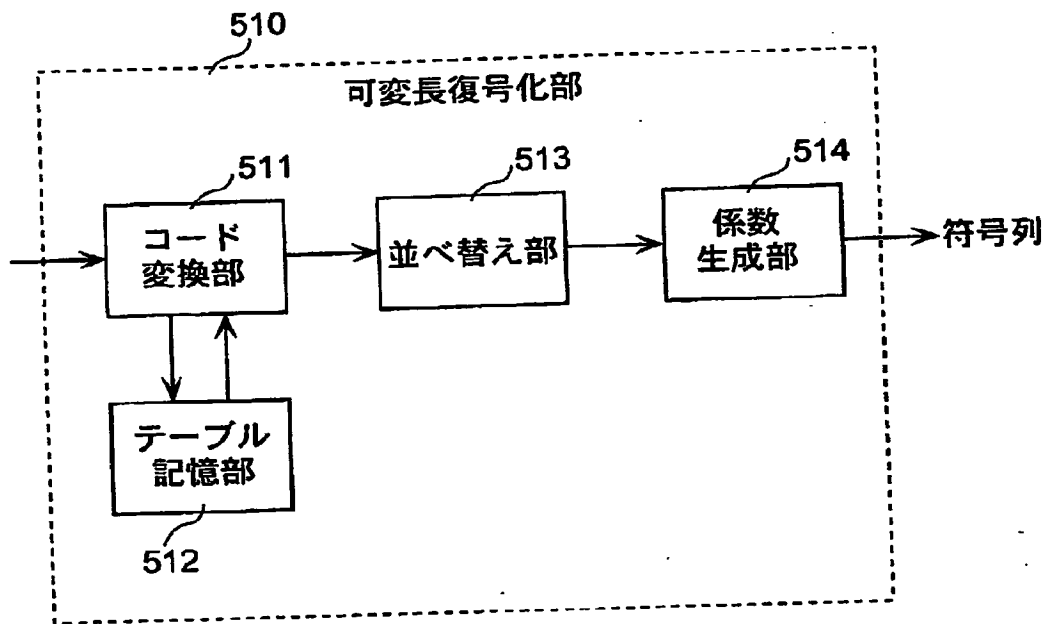 510
可変長復号化部
511
コード
変換部
513
並べ替え部
514
係数
生成部
符号列
テーブル
記憶部
512